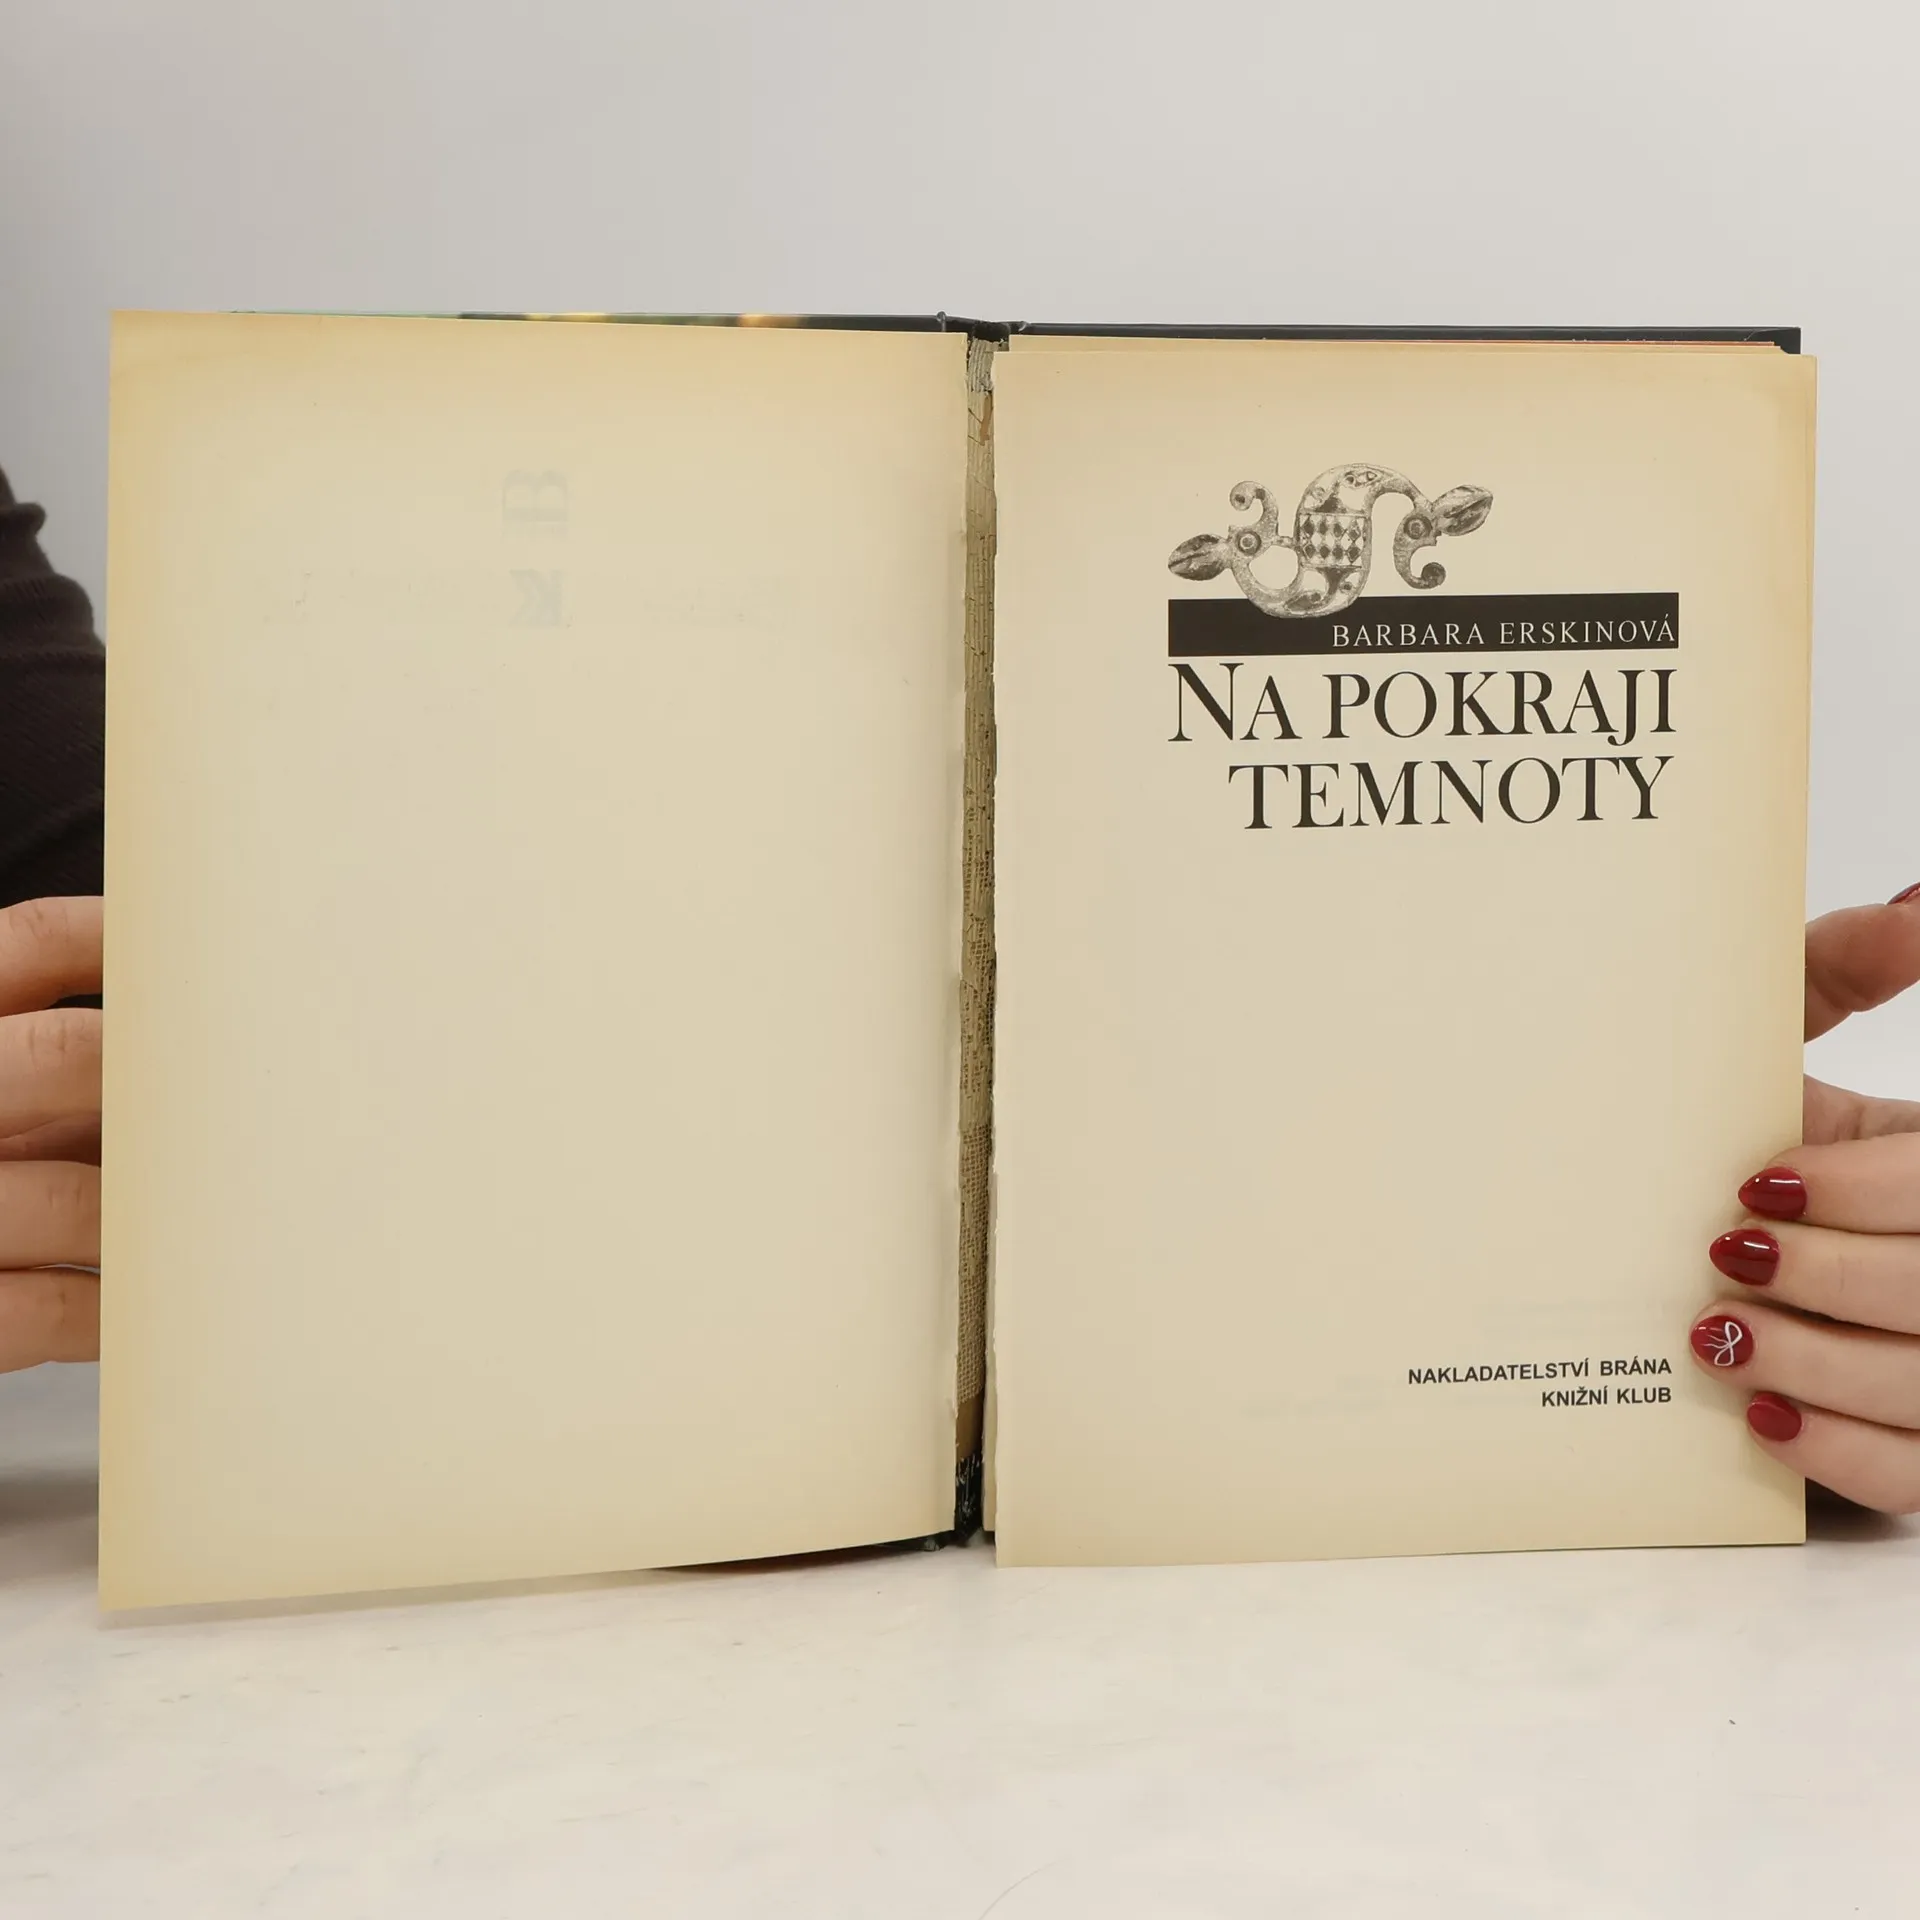 BARBARA ERSKINOVÁ
NA POKRAJI
TEMNOTY
NAKLADATELSTVÍ BRÁNA
KNIŽNÍ KLUB